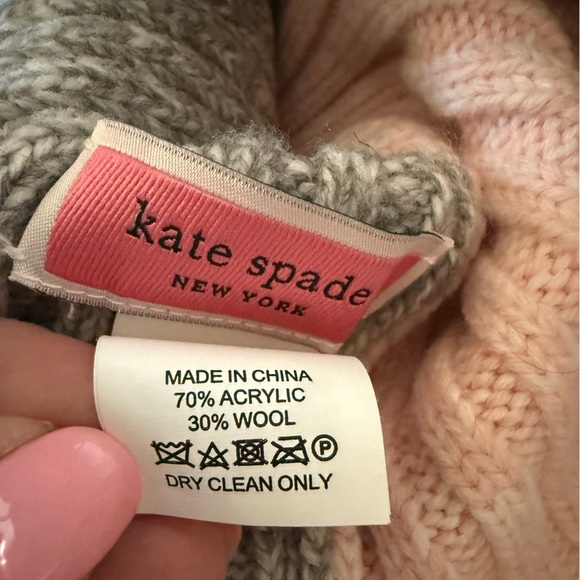 kate spade
NEW YORK
MADE IN CHINA
70% ACRYLIC
30% WOOL
P
DRY CLEAN ONLY